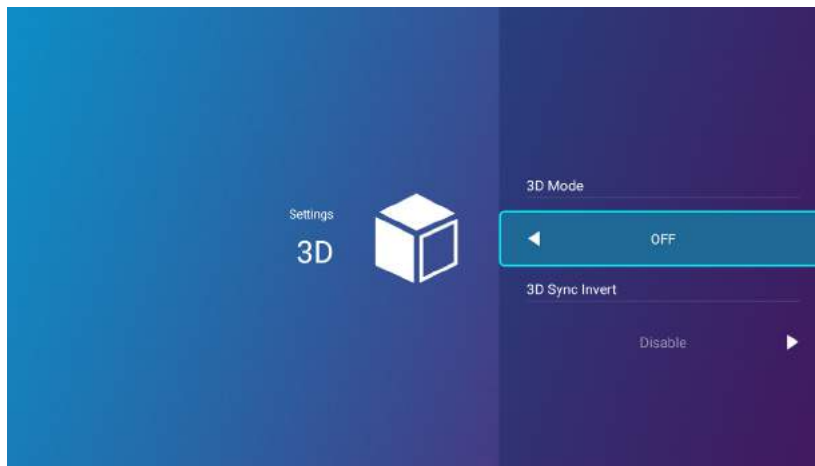 Settings
3D
3D Mode
OFF
3D Sync Invert
Disable